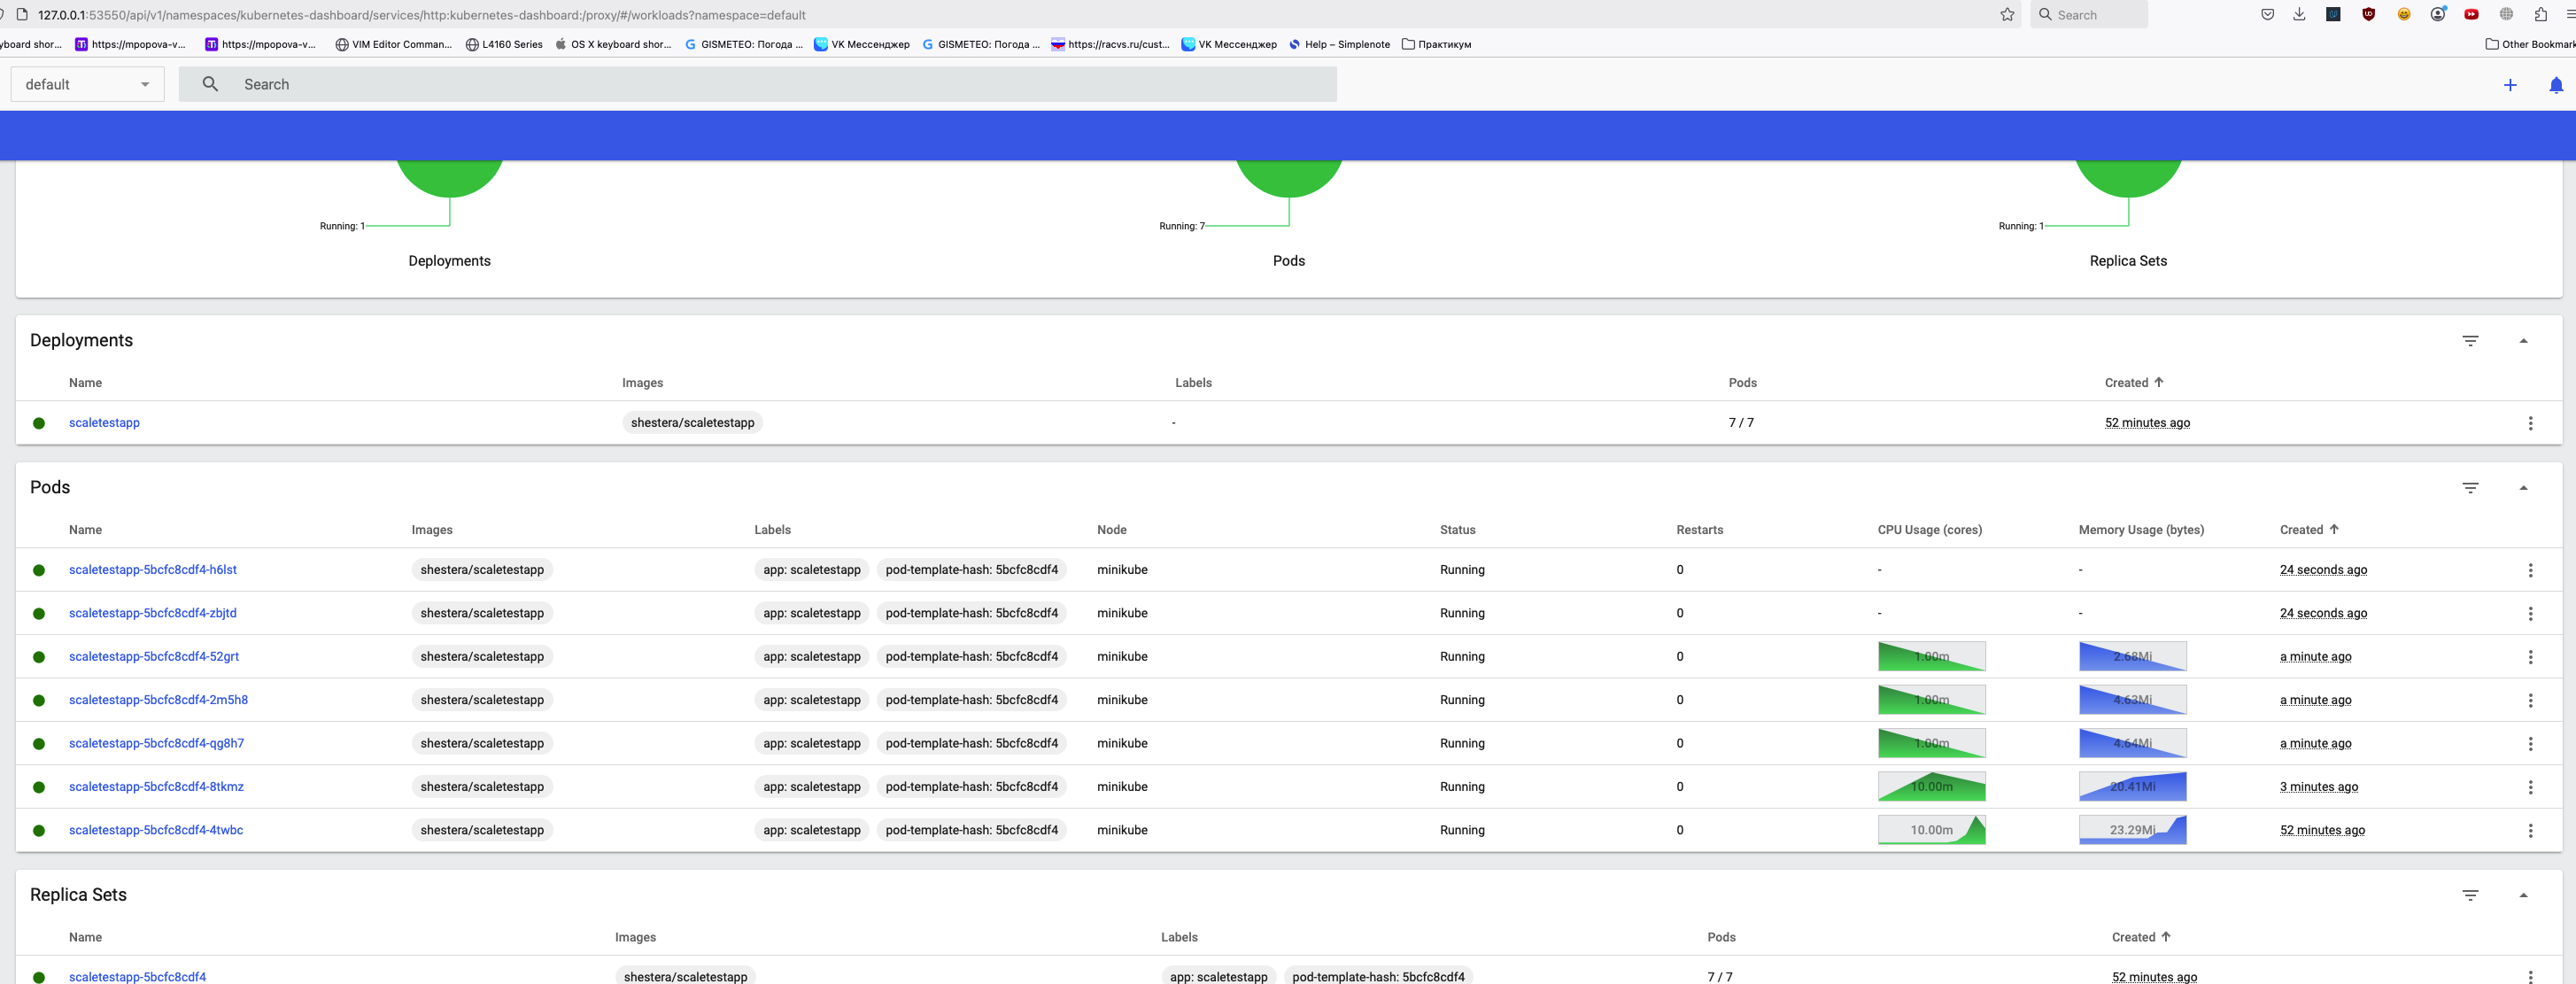 127.0.0.1:53550/api/v1/namespaces/kubernetes-dashboard/services/http:kubernetes-dashboard:/proxy/#/workloads?namespace=default Search
yboard shor... https://mpopova-v... https://mpopova-v... VIM Editor Comman... L4160 Series OS X keyboard shor... GISMETEO: Погода ... VK Мессенджер GISMETEO: Погода ... https://racvs.ru/cust... VK Мессенджер Help – Simplenote Практикум Other Bookmark
default Search
Running: 1 Running: 7 Running: 1
Deployments Pods Replica Sets
Deployments
Name Images Labels Pods Created
scaletestapp shestera/scaletestapp - 7 / 7 52 minutes ago
Pods
Name Images Labels Node Status Restarts CPU Usage (cores) Memory Usage (bytes) Created
scaletestapp-5bcfc8cdf4-h6lst shestera/scaletestapp app: scaletestapp pod-template-hash: 5bcfc8cdf4 minikube Running 0 - - 24 seconds ago
scaletestapp-5bcfc8cdf4-zbjtd shestera/scaletestapp app: scaletestapp pod-template-hash: 5bcfc8cdf4 minikube Running 0 - - 24 seconds ago
scaletestapp-5bcfc8cdf4-52grt shestera/scaletestapp app: scaletestapp pod-template-hash: 5bcfc8cdf4 minikube Running 0 1.00m 2.68Mi a minute ago
scaletestapp-5bcfc8cdf4-2m5h8 shestera/scaletestapp app: scaletestapp pod-template-hash: 5bcfc8cdf4 minikube Running 0 1.00m 4.63Mi a minute ago
scaletestapp-5bcfc8cdf4-qg8h7 shestera/scaletestapp app: scaletestapp pod-template-hash: 5bcfc8cdf4 minikube Running 0 1.00m 4.64Mi a minute ago
scaletestapp-5bcfc8cdf4-8tkmz shestera/scaletestapp app: scaletestapp pod-template-hash: 5bcfc8cdf4 minikube Running 0 10.00m 20.41Mi 3 minutes ago
scaletestapp-5bcfc8cdf4-4twbc shestera/scaletestapp app: scaletestapp pod-template-hash: 5bcfc8cdf4 minikube Running 0 10.00m 23.29Mi 52 minutes ago
Replica Sets
Name Images Labels Pods Created
scaletestapp-5bcfc8cdf4 shestera/scaletestapp app: scaletestapp pod-template-hash: 5bcfc8cdf4 7 / 7 52 minutes ago